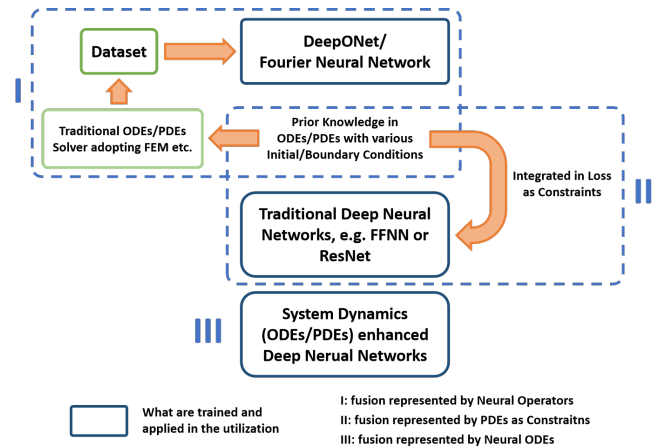 Dataset
DeepONet/
Fourier Neural Network
I
Traditional ODEs/PDEs
Solver adopting FEM etc.
Prior Knowledge in
ODEs/PDEs with various
Initial/Boundary Conditions
Integrated in Loss
as Constraints
II
Traditional Deep Neural
Networks, e.g. FFNN or
ResNet
III
System Dynamics
(ODEs/PDEs) enhanced
Deep Nerual Networks
What are trained and
applied in the utilization
I: fusion represented by Neural Operators
II: fusion represented by PDEs as Constraitns
III: fusion represented by Neural ODEs